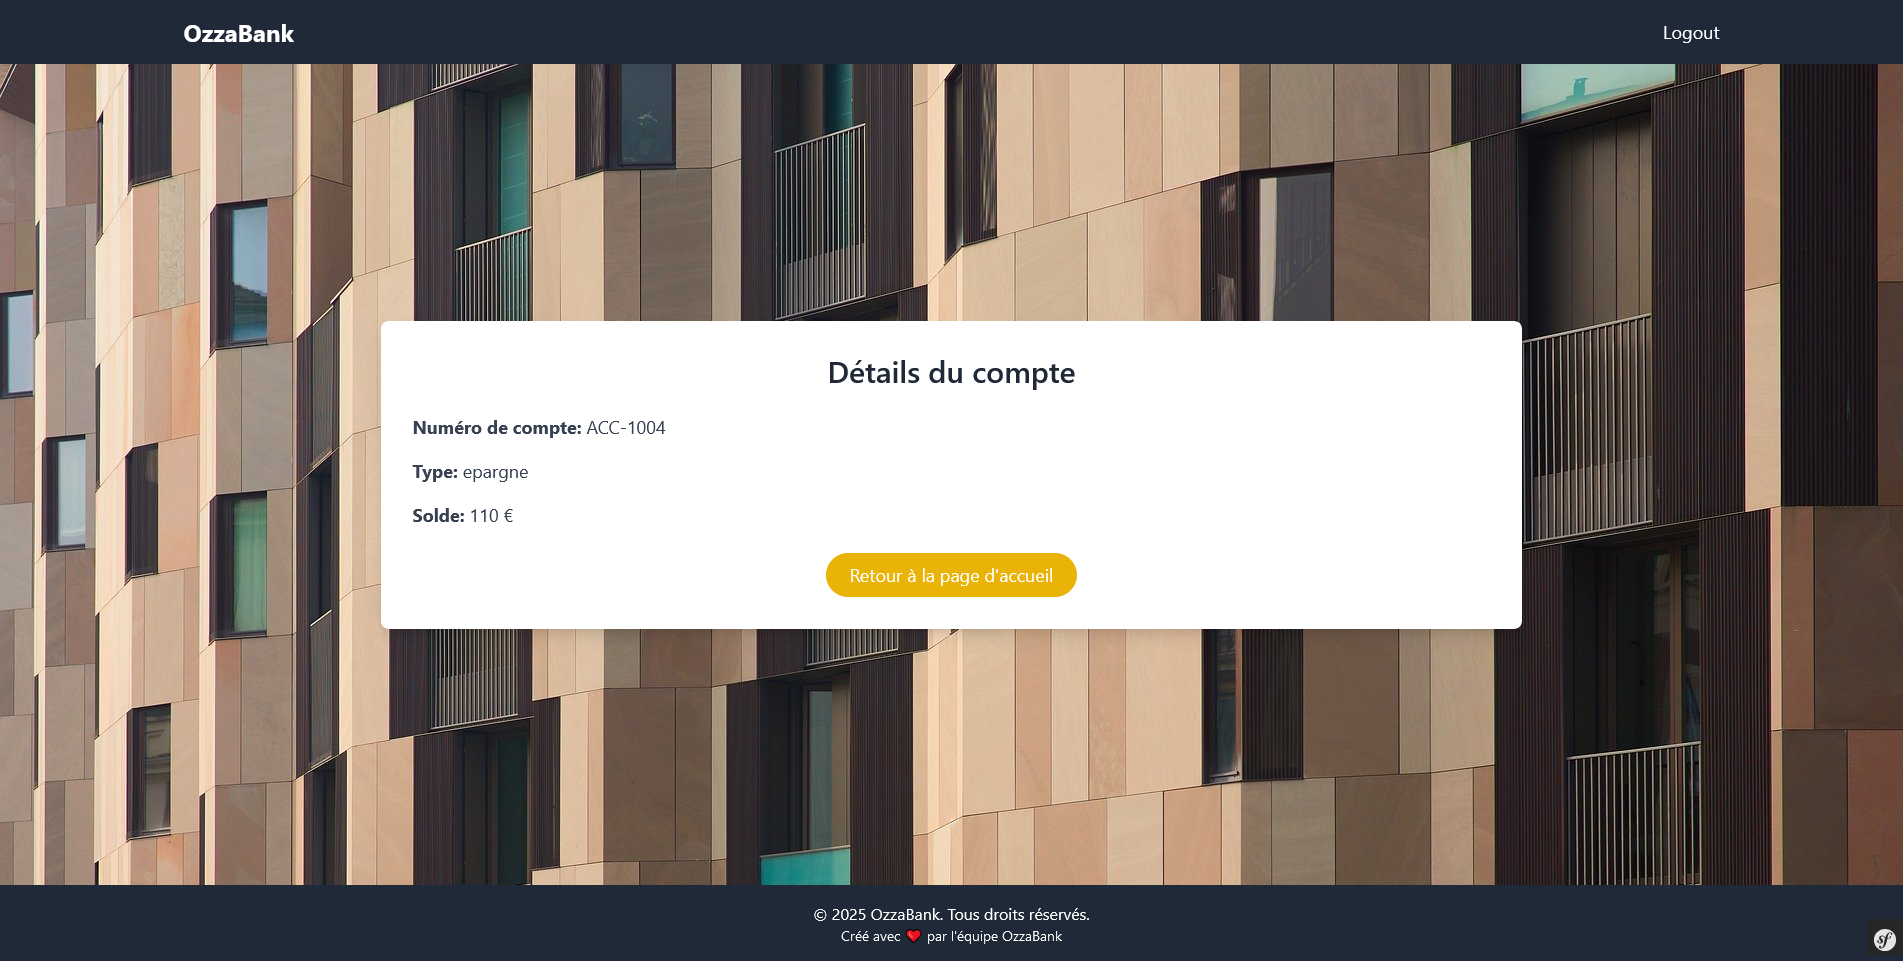 OzzaBank
Logout
Détails du compte
Numéro de compte: ACC-1004
Type: epargne
Solde: 110 €
Retour à la page d'accueil
© 2025 OzzaBank. Tous droits réservés.
Créé avec ❤️ par l'équipe OzzaBank
sf